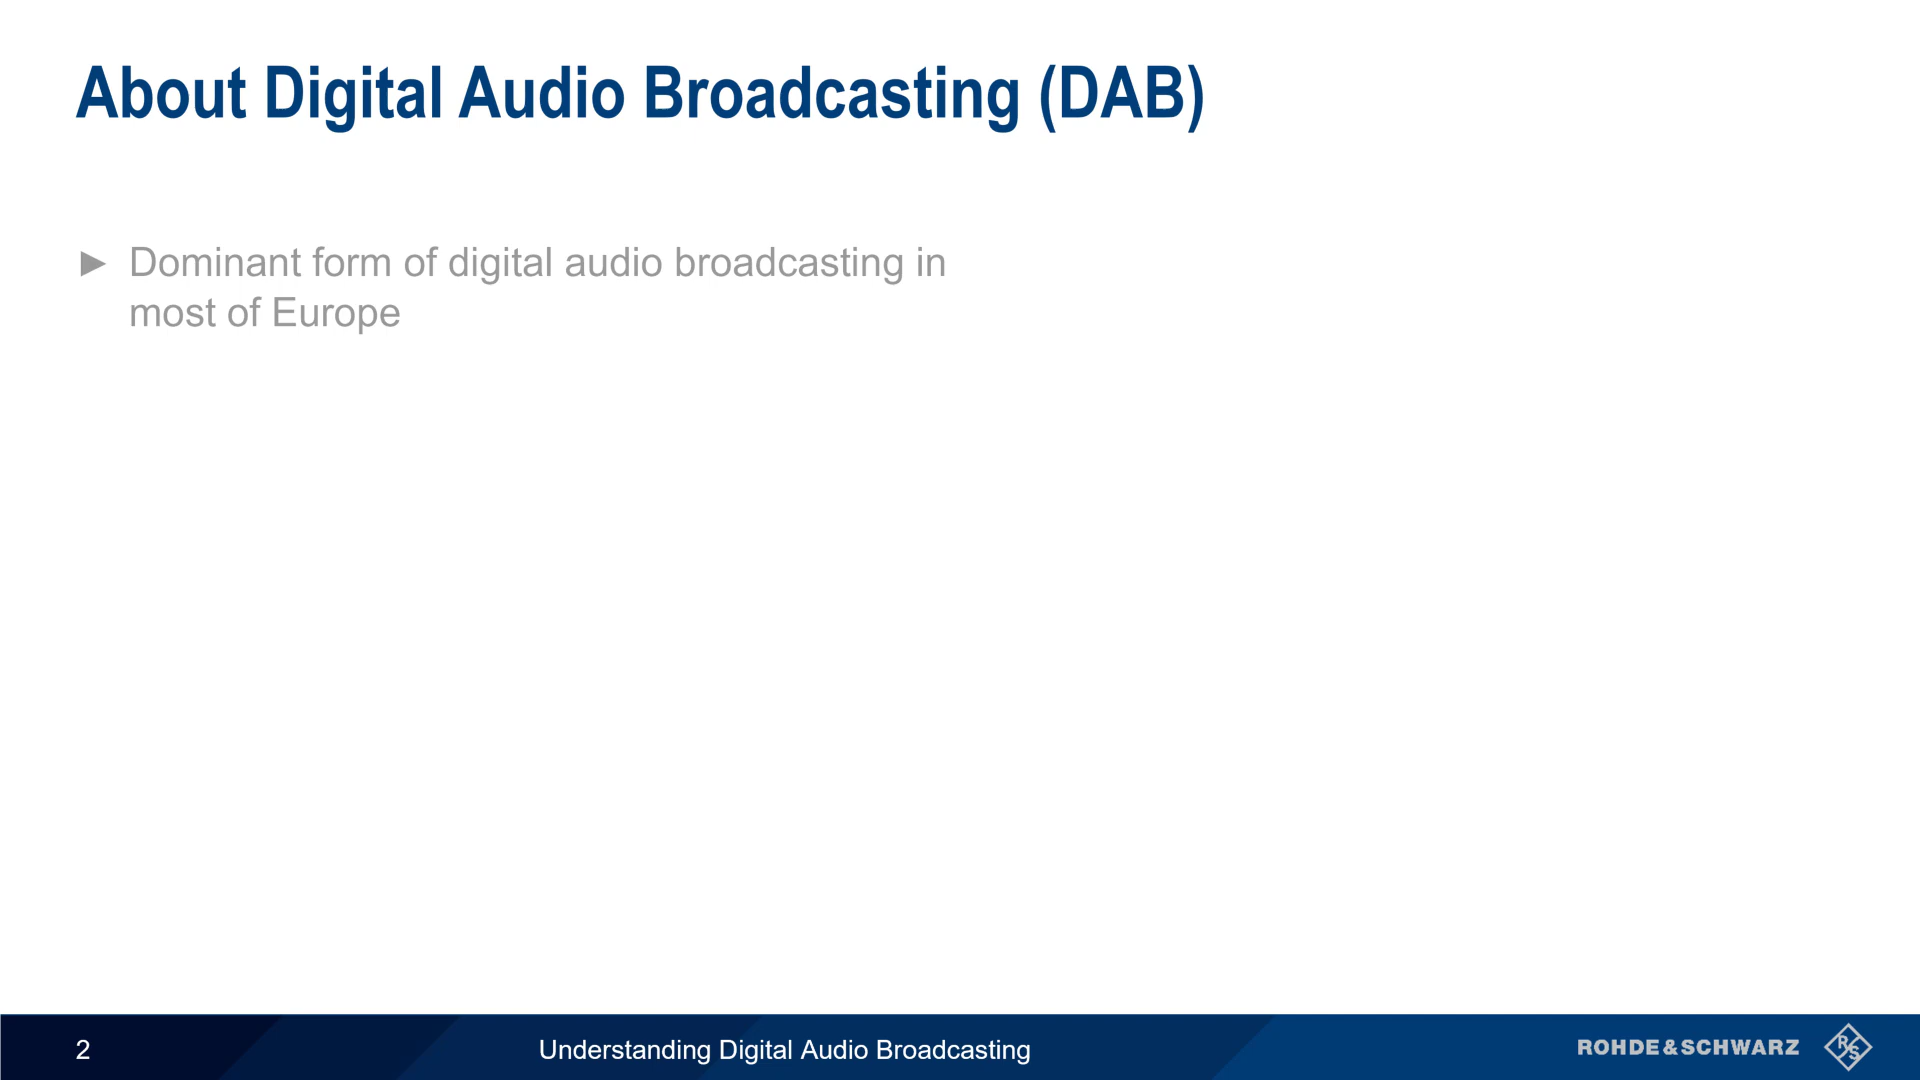 About Digital Audio Broadcasting (DAB)
► Dominant form of digital audio broadcasting in
most of Europe
2
Understanding Digital Audio Broadcasting
ROHDE&SCHWARZ
R&S